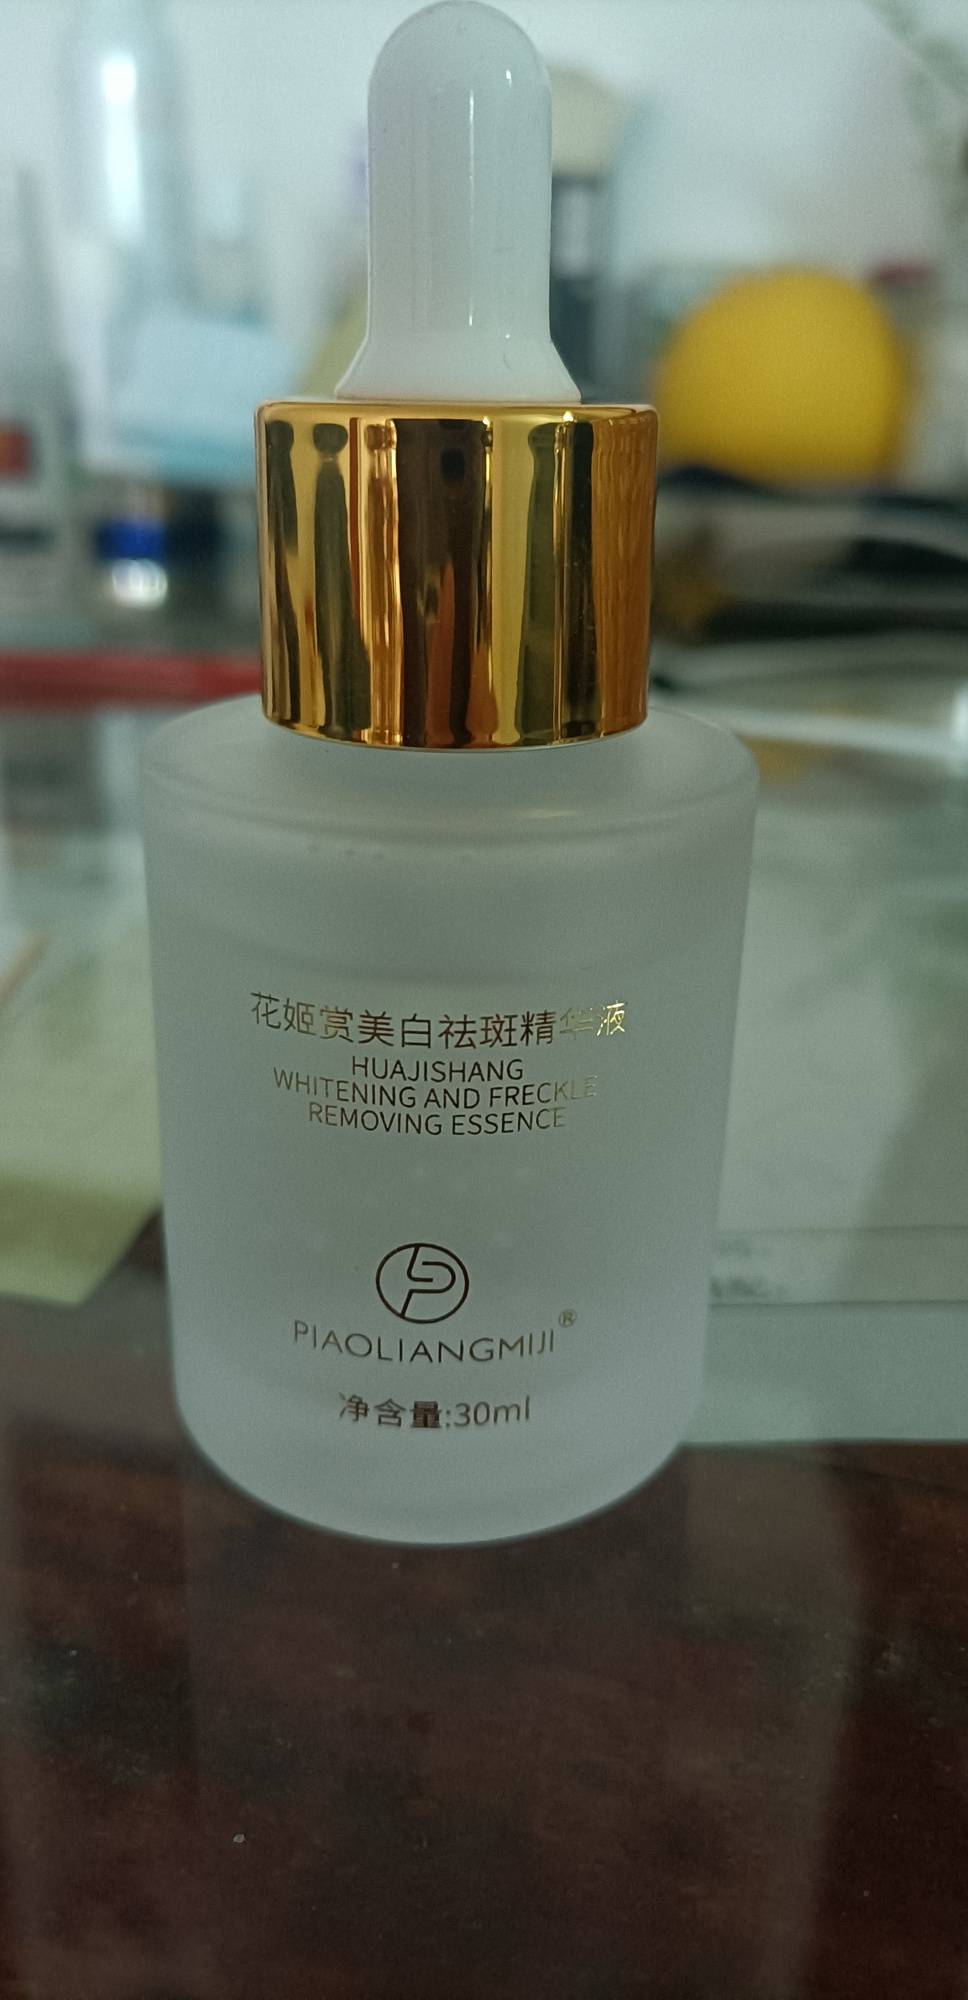 花姬赏美白祛斑精华液
HUAJISHANG
WHITENING AND FRECKLE
REMOVING ESSENCE
PIAOLIANGMIJI®
净含量:30ml